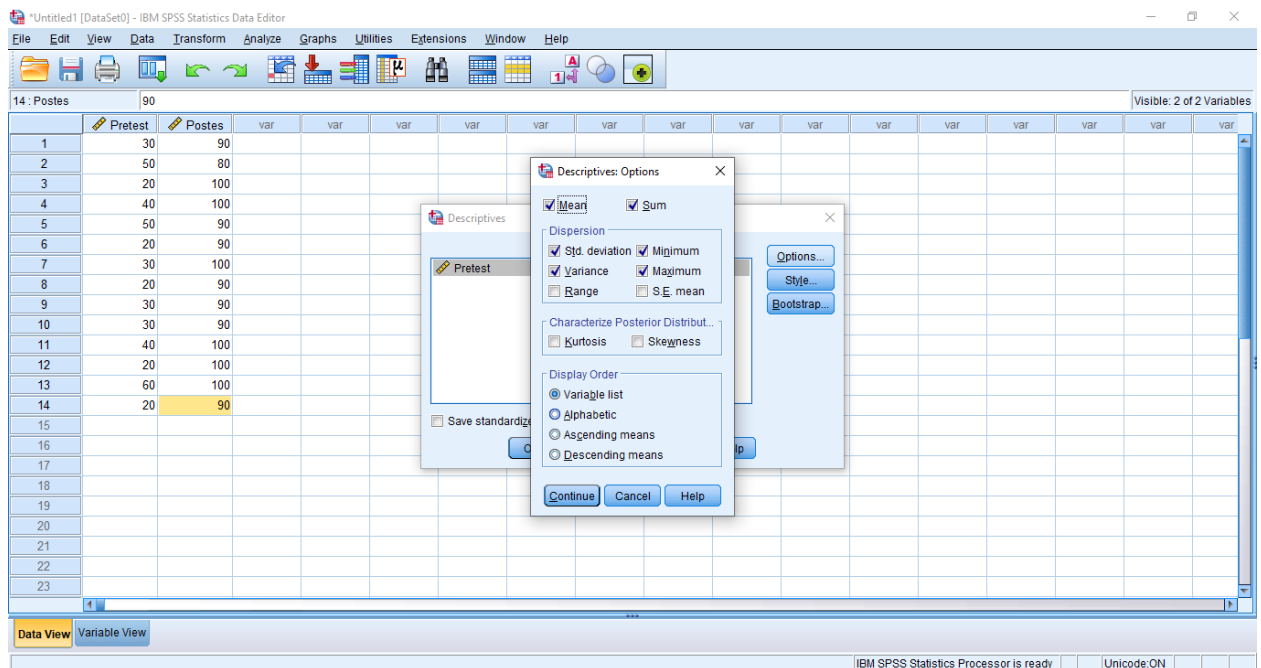 *Untitled1 [DataSet0] - IBM SPSS Statistics Data Editor
File Edit View Data Transform Analyze Graphs Utilities Extensions Window Help
14 : Postes 90 Visible: 2 of 2 Variables
Pretest Postes var var var var var var var var var var var var var var var
1 30 90
2 50 80
3 20 100
4 40 100
5 50 90
6 20 90
7 30 100
8 20 90
9 30 90
10 30 90
11 40 100
12 20 100
13 60 100
14 20 90
15
16
17
18
19
20
21
22
23
Descriptives
Pretest
Save standardize
Options...
Style...
Bootstrap...
Descriptives: Options
Mean Sum
Dispersion
Std. deviation Minimum
Variance Maximum
Range S.E. mean
Characterize Posterior Distribut...
Kurtosis Skewness
Display Order
Variable list
Alphabetic
Ascending means
Descending means
Continue Cancel Help
Data View Variable View
IBM SPSS Statistics Processor is ready Unicode:ON